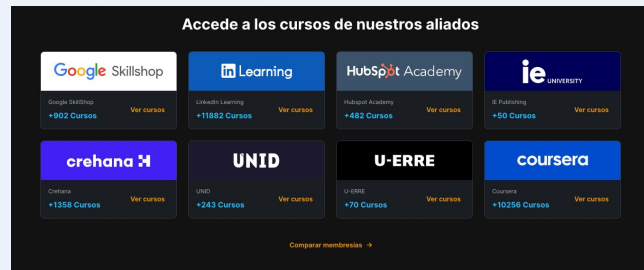 Accede a los cursos de nuestros aliados
Google Skillshop
Google SkillShop
+902 Cursos
Ver cursos
in Learning
Linkedin Learning
+11882 Cursos
Ver cursos
HubSpot Academy
Hubspot Academy
+482 Cursos
Ver cursos
ie UNIVERSITY
IE Publishing
+50 Cursos
Ver cursos
crehana
Crehana
+1358 Cursos
Ver cursos
UNID
UNID
+243 Cursos
Ver cursos
U-ERRE
U-ERRE
+70 Cursos
Ver cursos
coursera
Coursera
+10256 Cursos
Ver cursos
Comparar membresías →